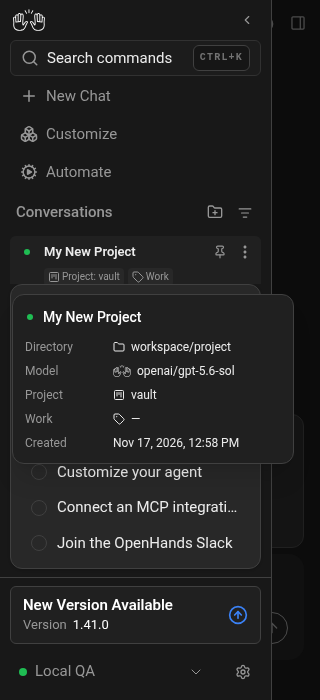 Search commands CTRL+K
New Chat
Customize
Automate
Conversations
My New Project
Project: vault Work
My New Project
Directory workspace/project
Model openai/gpt-5.6-sol
Project vault
Work —
Created Nov 17, 2026, 12:58 PM
Customize your agent
Connect an MCP integrati…
Join the OpenHands Slack
New Version Available
Version 1.41.0
Local QA